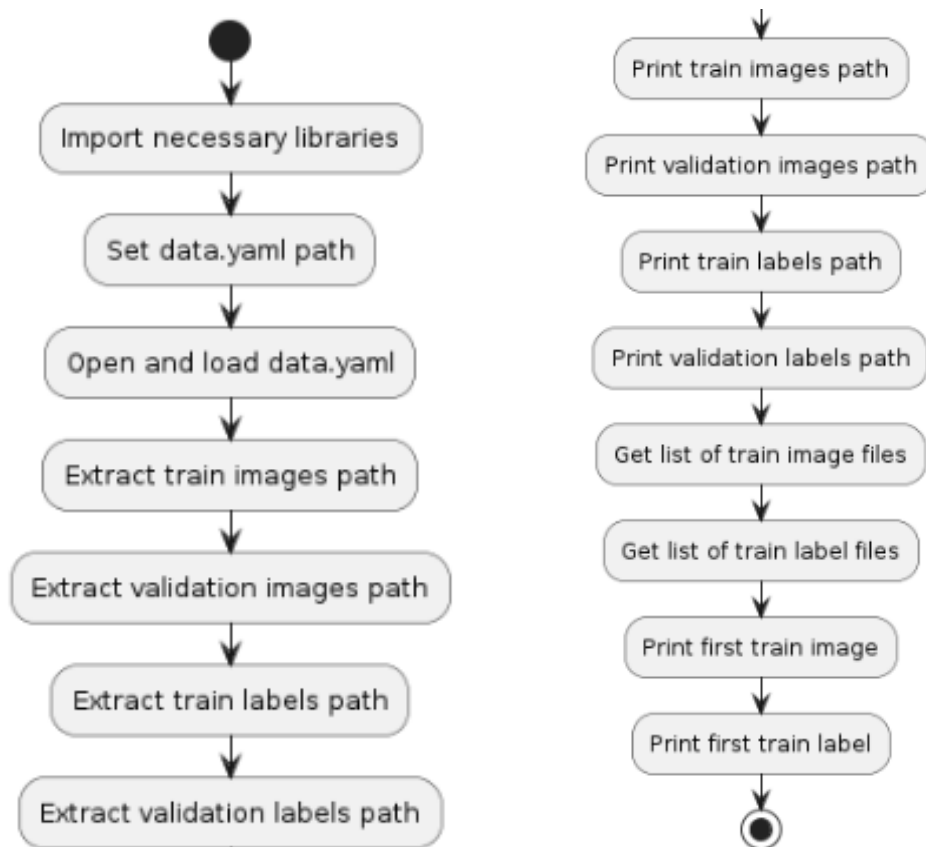 Import necessary libraries
Set data.yaml path
Open and load data.yaml
Extract train images path
Extract validation images path
Extract train labels path
Extract validation labels path
Print train images path
Print validation images path
Print train labels path
Print validation labels path
Get list of train image files
Get list of train label files
Print first train image
Print first train label